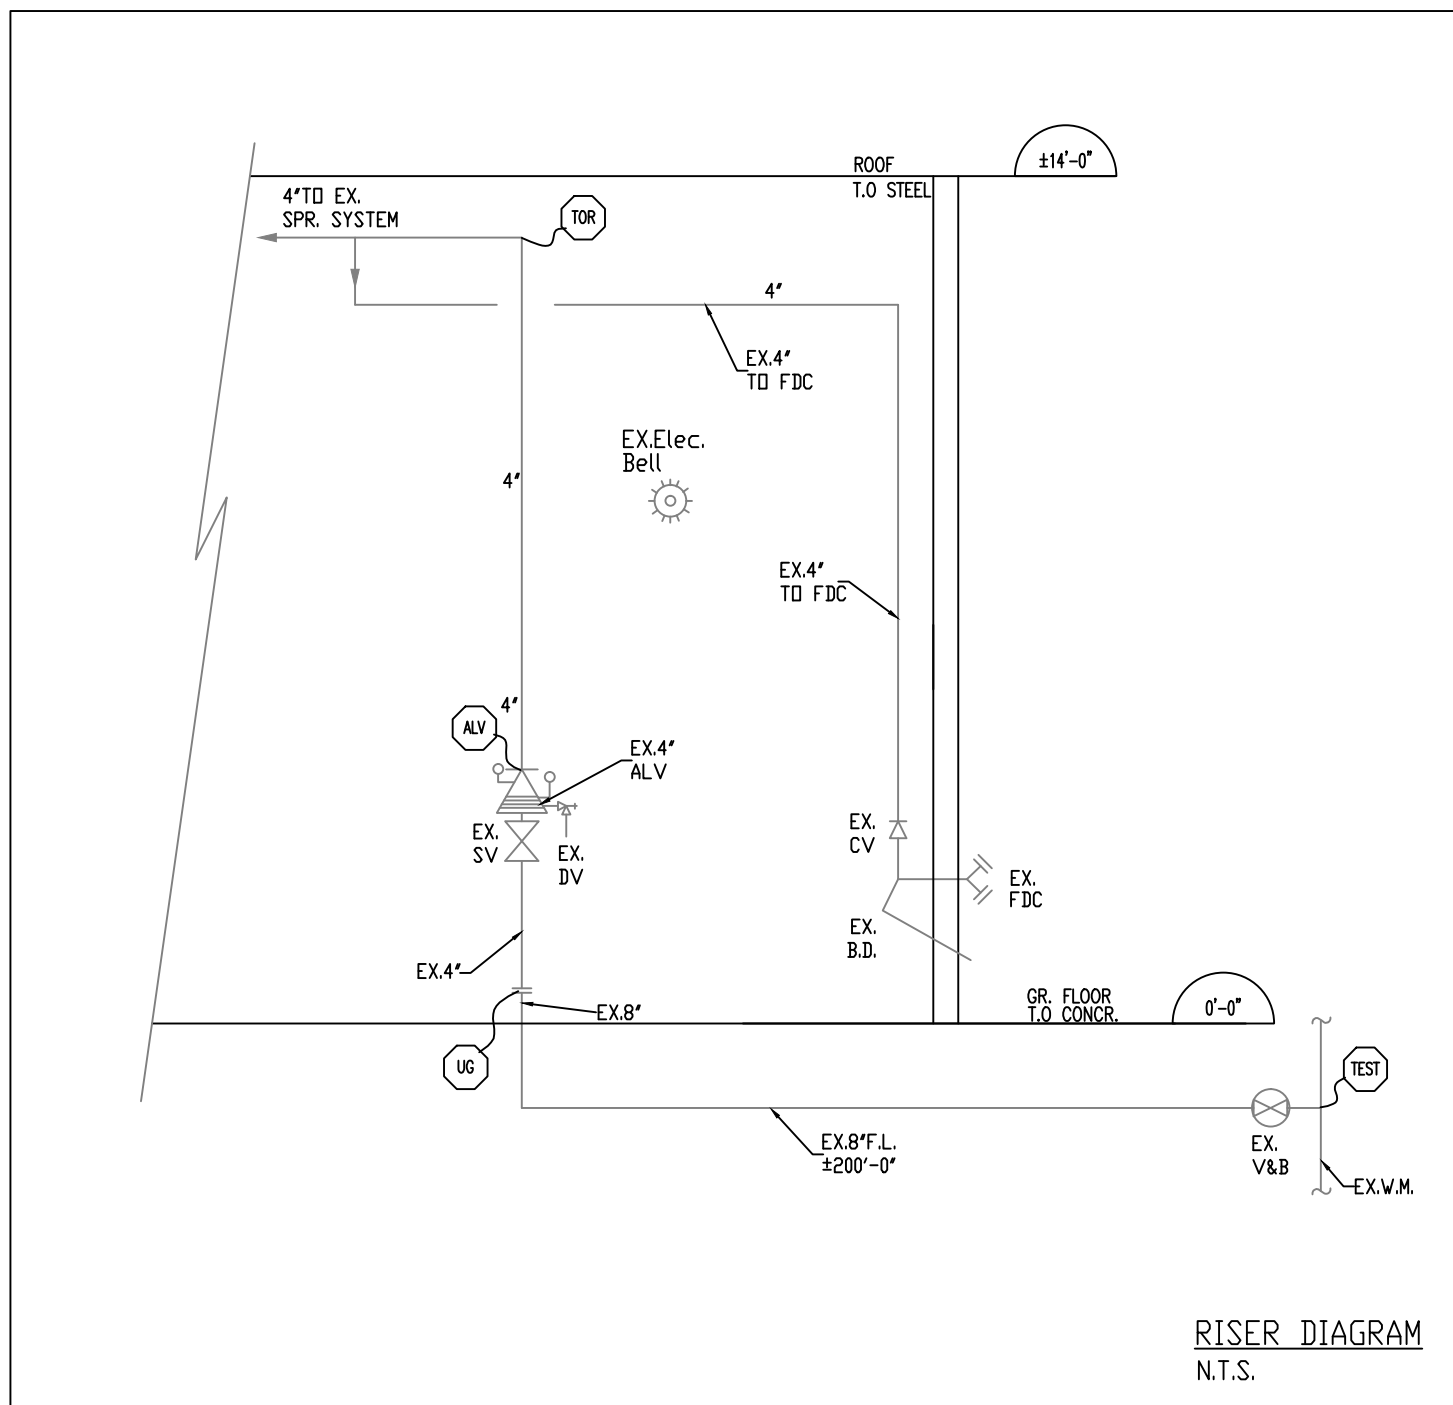 ROOF
±14'-0"
T.O STEEL
4"TO EX.
SPR. SYSTEM
TOR
4"
EX.4"
TO FDC
EX.Elec.
Bell
4"
EX.4"
TO FDC
4"
ALV
EX.4"
ALV
EX.
SV
EX.
DV
EX.
CV
EX.
FDC
EX.
B.D.
EX.4"
GR. FLOOR
T.O CONCR.
0'-0"
EX.8"
UG
TEST
EX.8"F.L.
±200'-0"
EX.
V&B
EX.W.M.
RISER DIAGRAM
N.T.S.